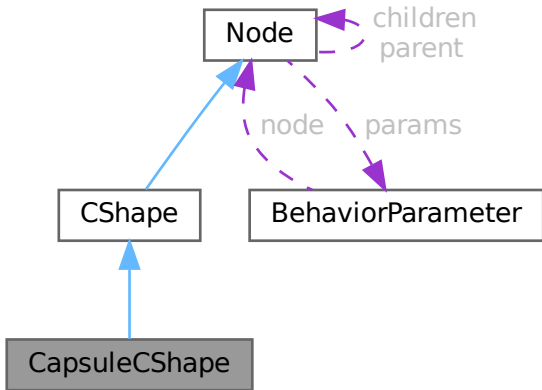 Node
children
parent
node
params
CShape
BehaviorParameter
CapsuleCShape